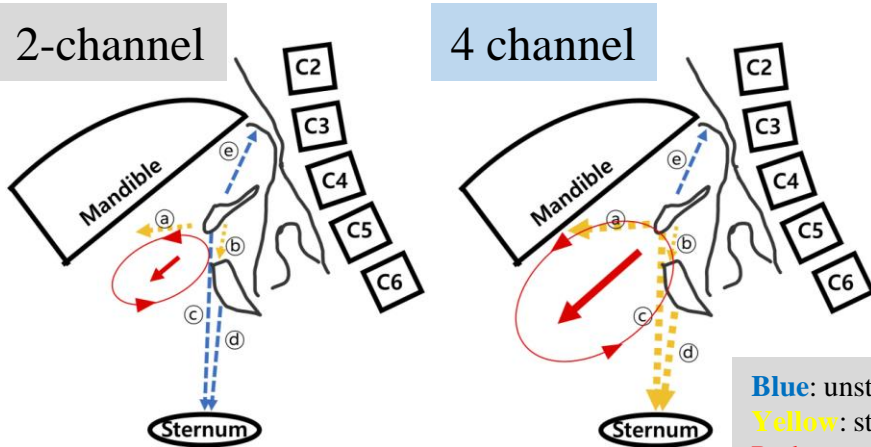 2-channel
4 channel
C2
C3
C4
C5
C6
Mandible
ⓐ
ⓑ
ⓒ
ⓓ
ⓔ
Sternum
C2
C3
C4
C5
C6
Mandible
ⓐ
ⓑ
ⓒ
ⓓ
ⓔ
Sternum
Blue: unst
Yellow: st